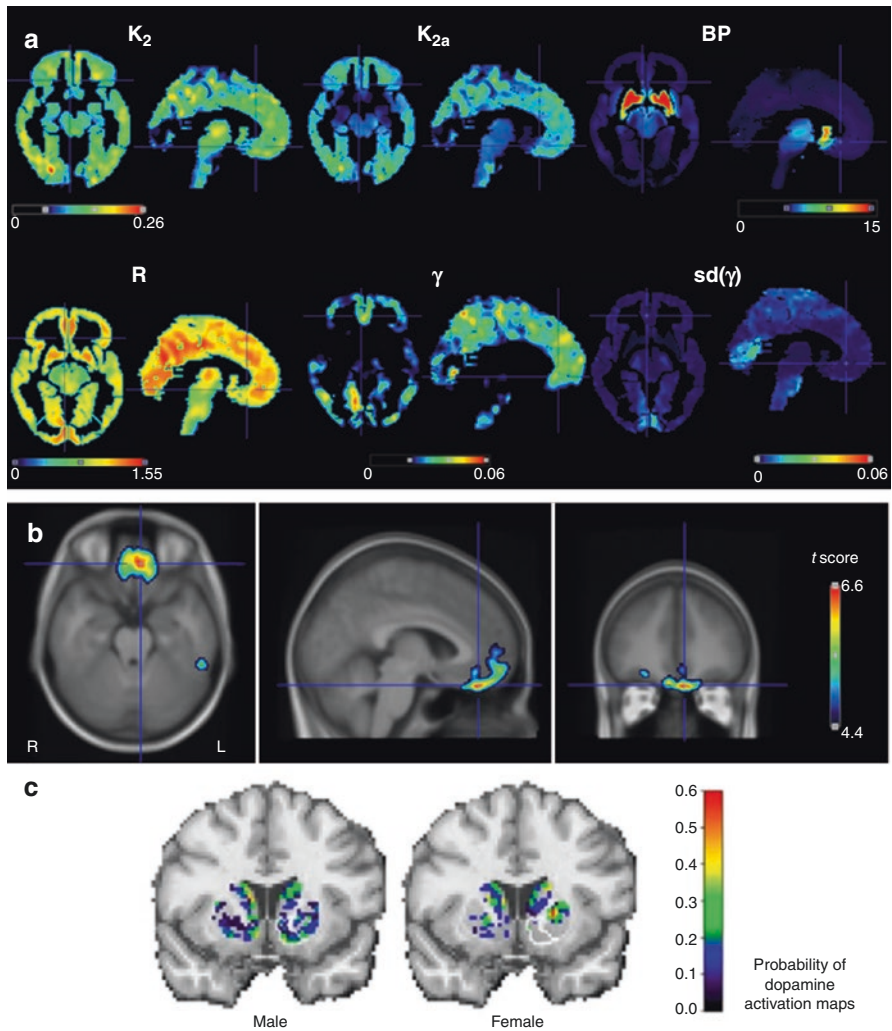 a
K2 K2a BP
0 0.26
0 15
R γ sd(γ)
0 1.55
0 0.06
0 0.06
b
t score
6.6
4.4
R L
c
0.6
0.5
0.4
0.3
0.2
0.1
0.0
Probability of
dopamine
activation maps
Male Female